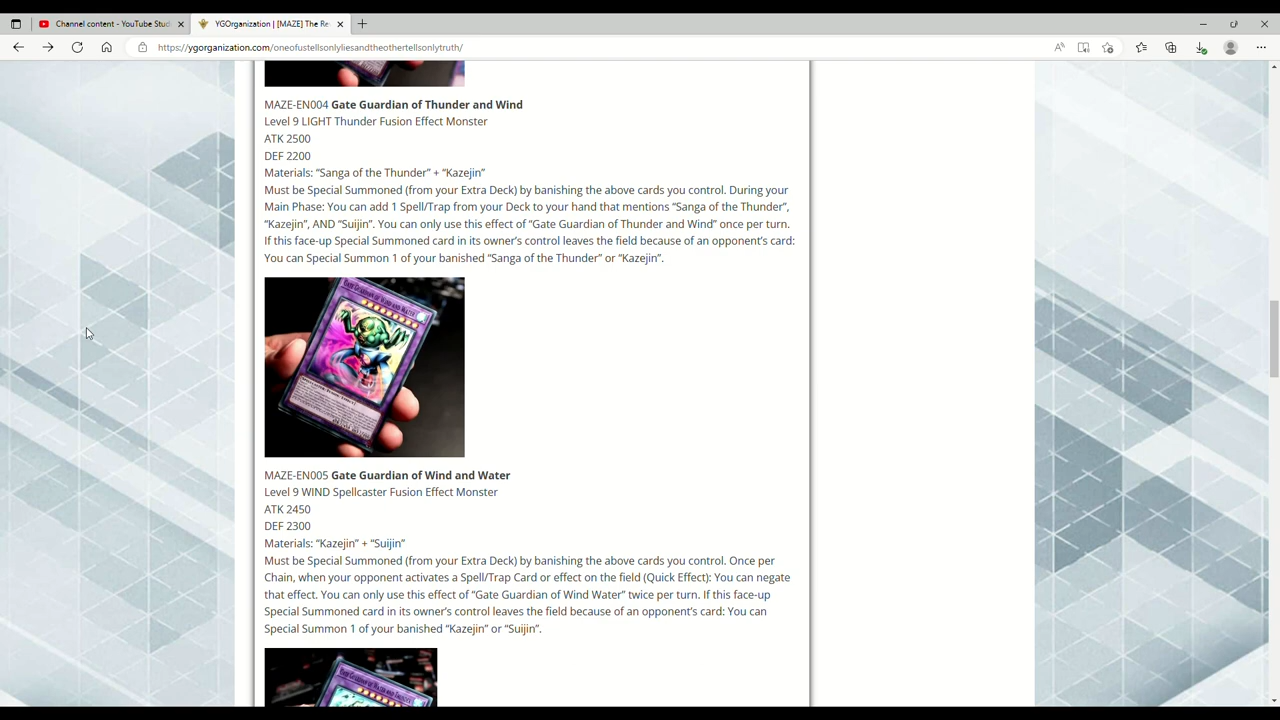 Channel content - YouTube Stud
YGOrganization | [MAZE] The Re
https://ygorganization.com/oneofustellsonlyliesandtheothertellsonlytruth/
MAZE-EN004 Gate Guardian of Thunder and Wind
Level 9 LIGHT Thunder Fusion Effect Monster
ATK 2500
DEF 2200
Materials: “Sanga of the Thunder” + “Kazejin”
Must be Special Summoned (from your Extra Deck) by banishing the above cards you control. During your
Main Phase: You can add 1 Spell/Trap from your Deck to your hand that mentions “Sanga of the Thunder”,
“Kazejin”, AND “Suijin”. You can only use this effect of “Gate Guardian of Thunder and Wind” once per turn.
If this face-up Special Summoned card in its owner’s control leaves the field because of an opponent’s card:
You can Special Summon 1 of your banished “Sanga of the Thunder” or “Kazejin”.
GATE GUARDIAN OF WIND AND WATER
MAZE-EN005 Gate Guardian of Wind and Water
Level 9 WIND Spellcaster Fusion Effect Monster
ATK 2450
DEF 2300
Materials: “Kazejin” + “Suijin”
Must be Special Summoned (from your Extra Deck) by banishing the above cards you control. Once per
Chain, when your opponent activates a Spell/Trap Card or effect on the field (Quick Effect): You can negate
that effect. You can only use this effect of “Gate Guardian of Wind Water” twice per turn. If this face-up
Special Summoned card in its owner’s control leaves the field because of an opponent’s card: You can
Special Summon 1 of your banished “Kazejin” or “Suijin”.
GATE GUARDIAN OF WATER AND THUNDER